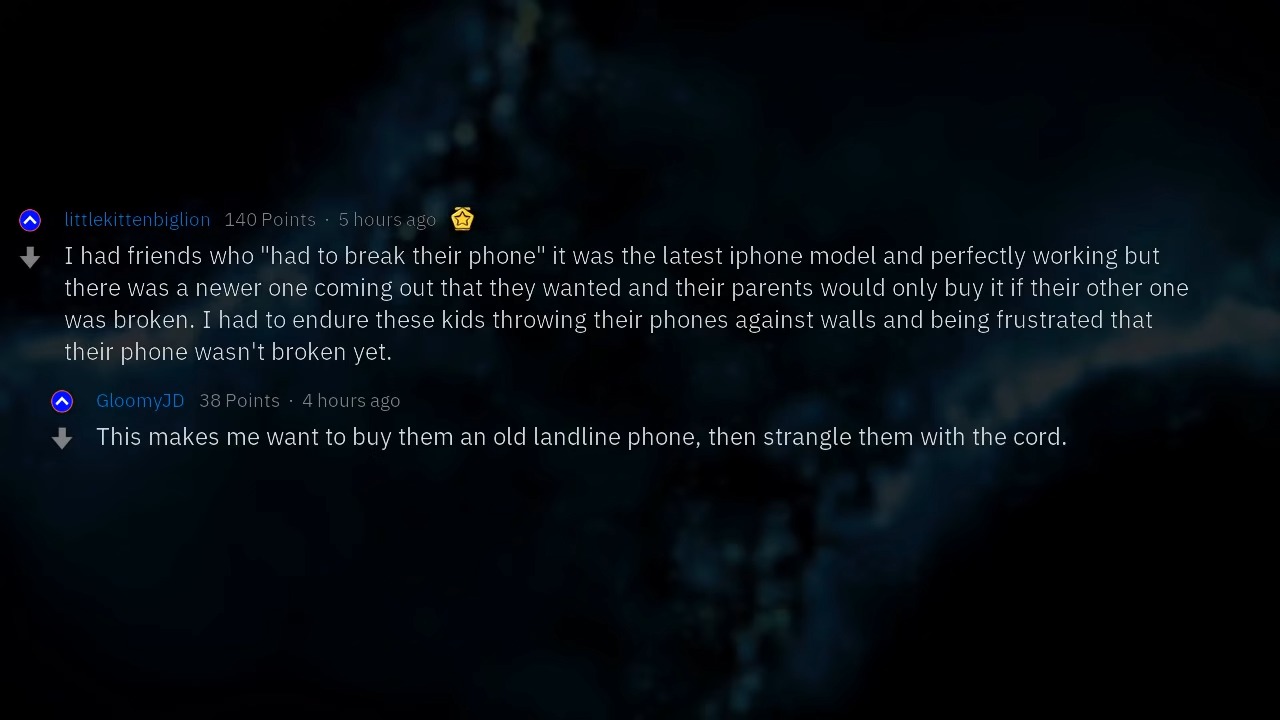 littlekittenbiglion 140 Points · 5 hours ago
I had friends who "had to break their phone" it was the latest iphone model and perfectly working but
there was a newer one coming out that they wanted and their parents would only buy it if their other one
was broken. I had to endure these kids throwing their phones against walls and being frustrated that
their phone wasn't broken yet.
GloomyJD 38 Points · 4 hours ago
This makes me want to buy them an old landline phone, then strangle them with the cord.